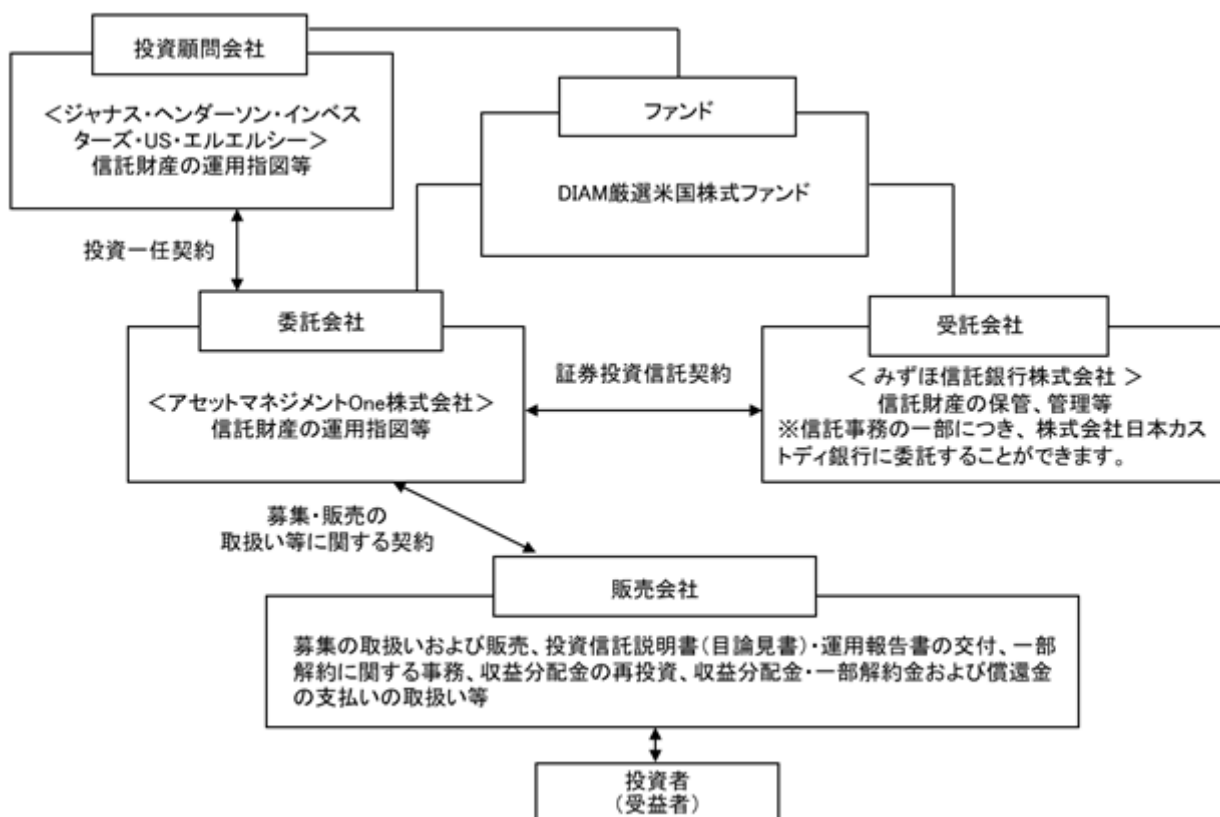 投資顧問会社
<ジャナス・ヘンダーソン・インベス
ターズ・US・エルエルシー>
信託財産の運用指図等
ファンド
DIAM厳選米国株式ファンド
投資一任契約
委託会社
<アセットマネジメントOne株式会社>
信託財産の運用指図等
証券投資信託契約
受託会社
< みずほ信託銀行株式会社 >
信託財産の保管、管理等
※信託事務の一部につき、株式会社日本カス
トディ銀行に委託することができます。
募集・販売の
取扱い等に関する契約
販売会社
募集の取扱いおよび販売、投資信託説明書(目論見書)・運用報告書の交付、一部
解約に関する事務、収益分配金の再投資、収益分配金・一部解約金および償還金
の支払いの取扱い等
投資者
(受益者)